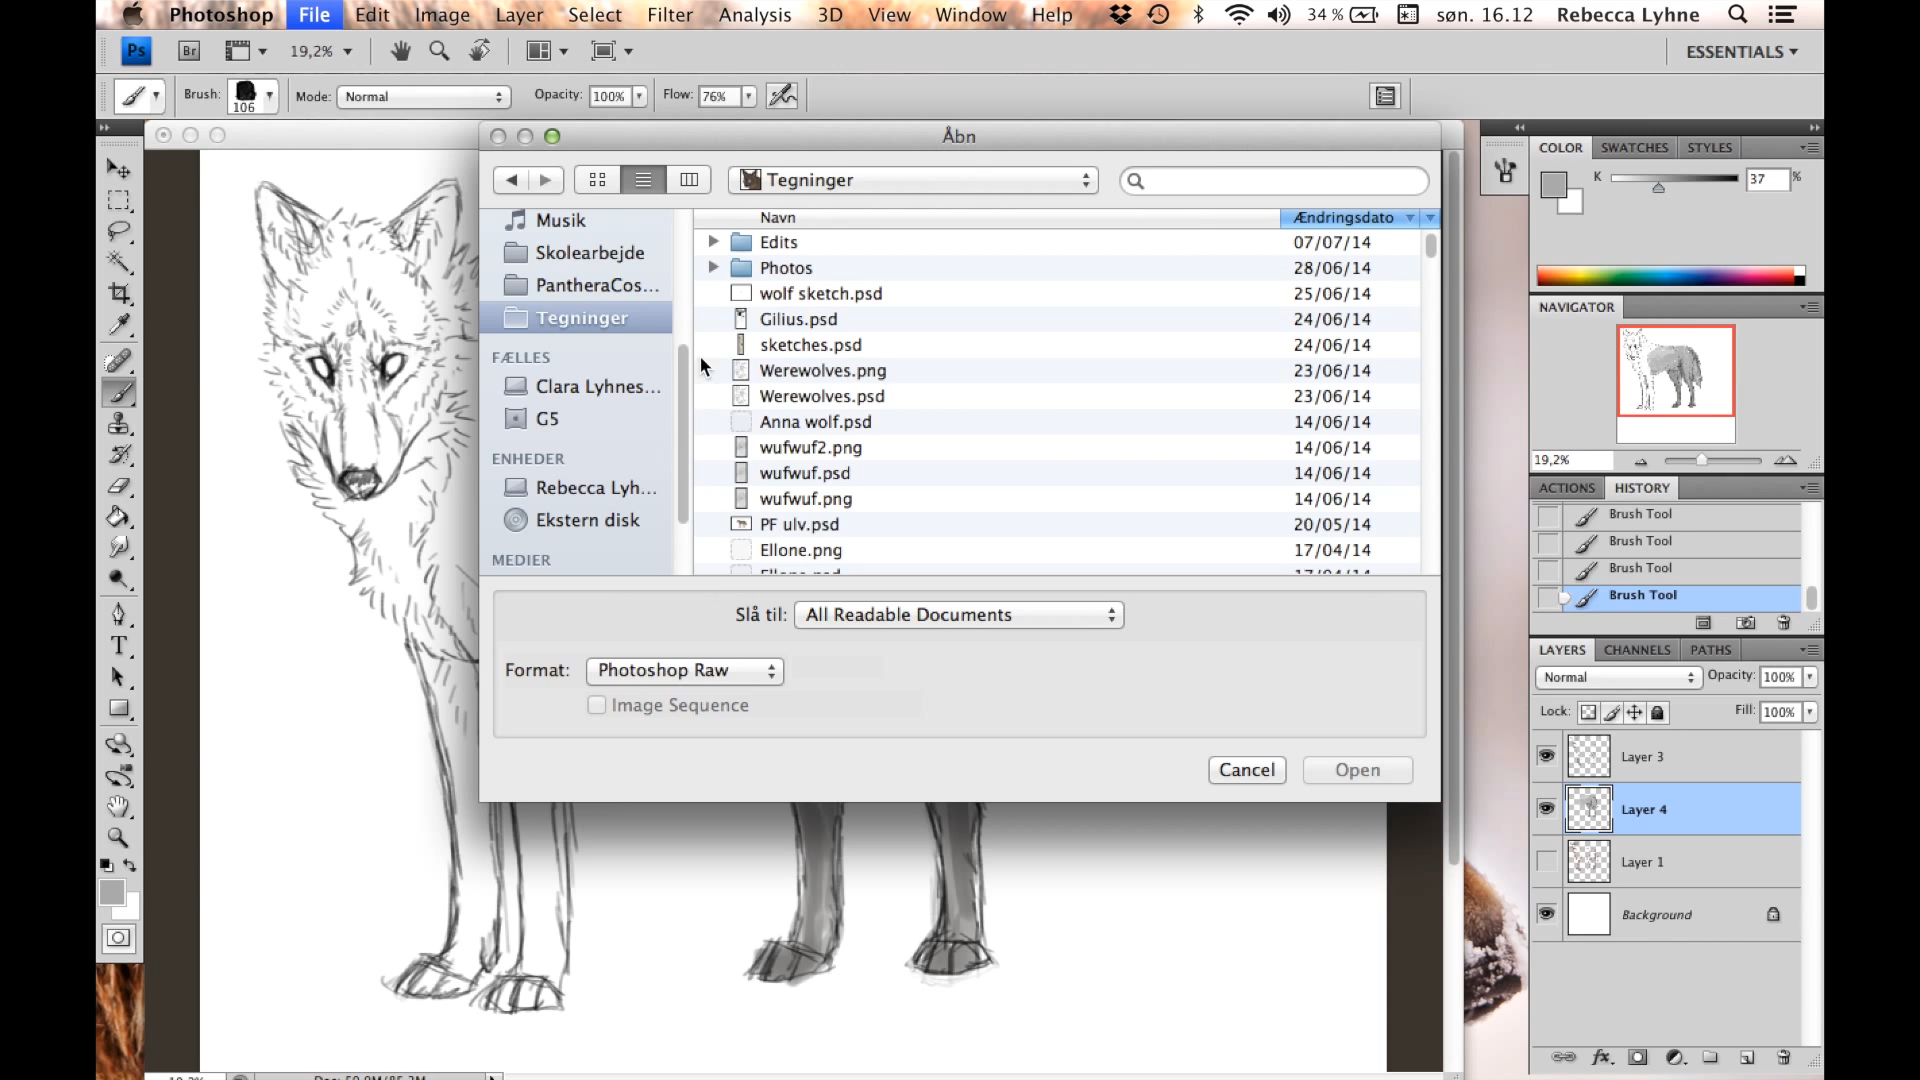 Photoshop File Edit Image Layer Select Filter Analysis 3D View Window Help 34 % søn. 16.12 Rebecca Lyhne
Ps Br 19,2% ESSENTIALS
Brush: 106 Mode: Normal Opacity: 100% Flow: 76%
Åbn
Tegninger
Navn Ændringsdato
Musik
Skolearbejde
PantheraCos...
Tegninger
FÆLLES
Clara Lyhnes...
G5
ENHEDER
Rebecca Lyh...
Ekstern disk
MEDIER
Edits 07/07/14
Photos 28/06/14
wolf sketch.psd 25/06/14
Gilius.psd 24/06/14
sketches.psd 24/06/14
Werewolves.png 23/06/14
Werewolves.psd 23/06/14
Anna wolf.psd 14/06/14
wufwuf2.png 14/06/14
wufwuf.psd 14/06/14
wufwuf.png 14/06/14
PF ulv.psd 20/05/14
Ellone.png 17/04/14
Slå til: All Readable Documents
Format: Photoshop Raw
Image Sequence
Cancel Open
COLOR SWATCHES STYLES
K 37 %
NAVIGATOR
19,2%
ACTIONS HISTORY
Brush Tool
Brush Tool
Brush Tool
Brush Tool
LAYERS CHANNELS PATHS
Normal Opacity: 100%
Lock: Fill: 100%
Layer 3
Layer 4
Layer 1
Background
fx
T